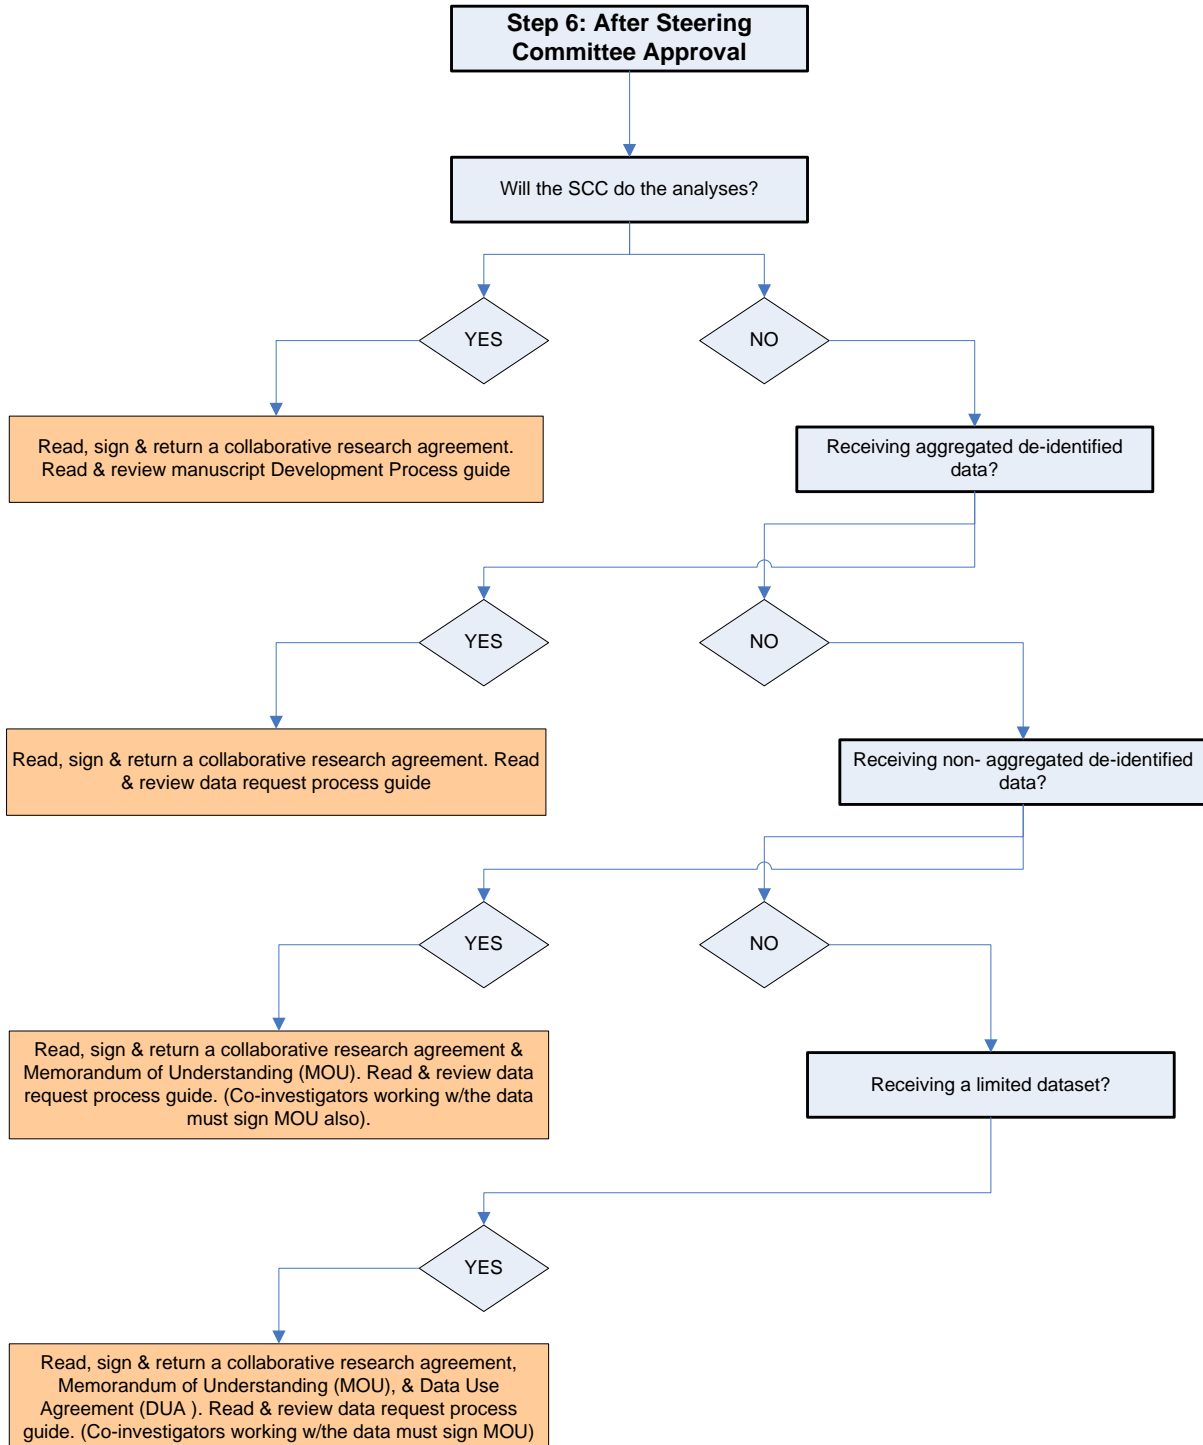 Step 6: After Steering
Committee Approval
Will the SCC do the analyses?
YES
NO
Read, sign & return a collaborative research agreement.
Read & review manuscript Development Process guide
Receiving aggregated de-identified
data?
YES
NO
Read, sign & return a collaborative research agreement. Read
& review data request process guide
Receiving non- aggregated de-identified
data?
YES
NO
Read, sign & return a collaborative research agreement &
Memorandum of Understanding (MOU). Read & review data
request process guide. (Co-investigators working w/the data
must sign MOU also).
Receiving a limited dataset?
YES
Read, sign & return a collaborative research agreement,
Memorandum of Understanding (MOU), & Data Use
Agreement (DUA ). Read & review data request process
guide. (Co-investigators working w/the data must sign MOU)